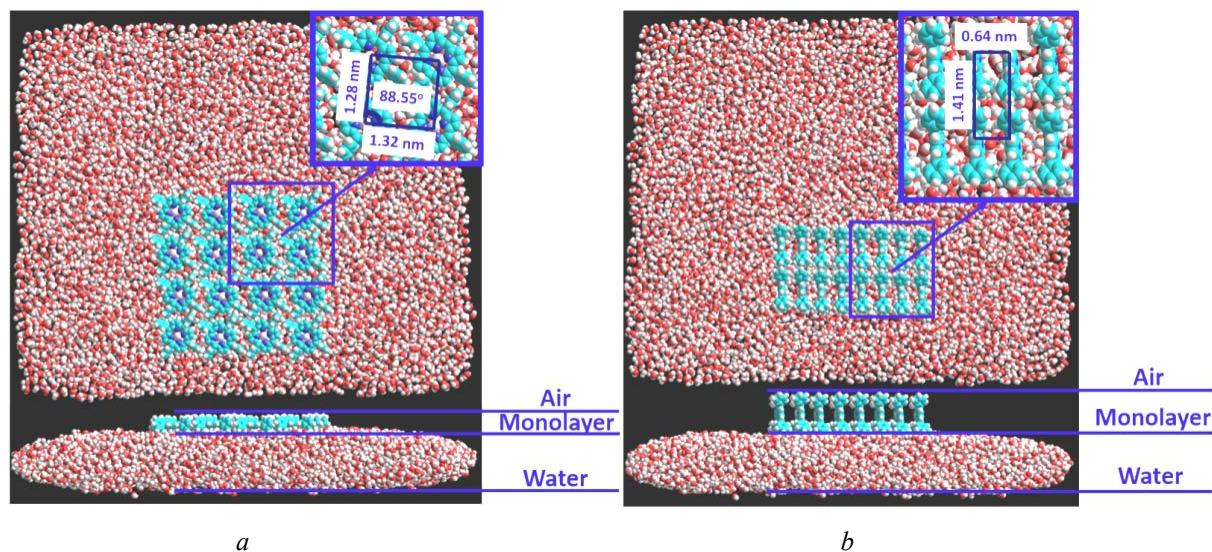 1.28 nm
88.55°
1.32 nm
Air
Monolayer
Water
a
0.64 nm
1.41 nm
Air
Monolayer
Water
b